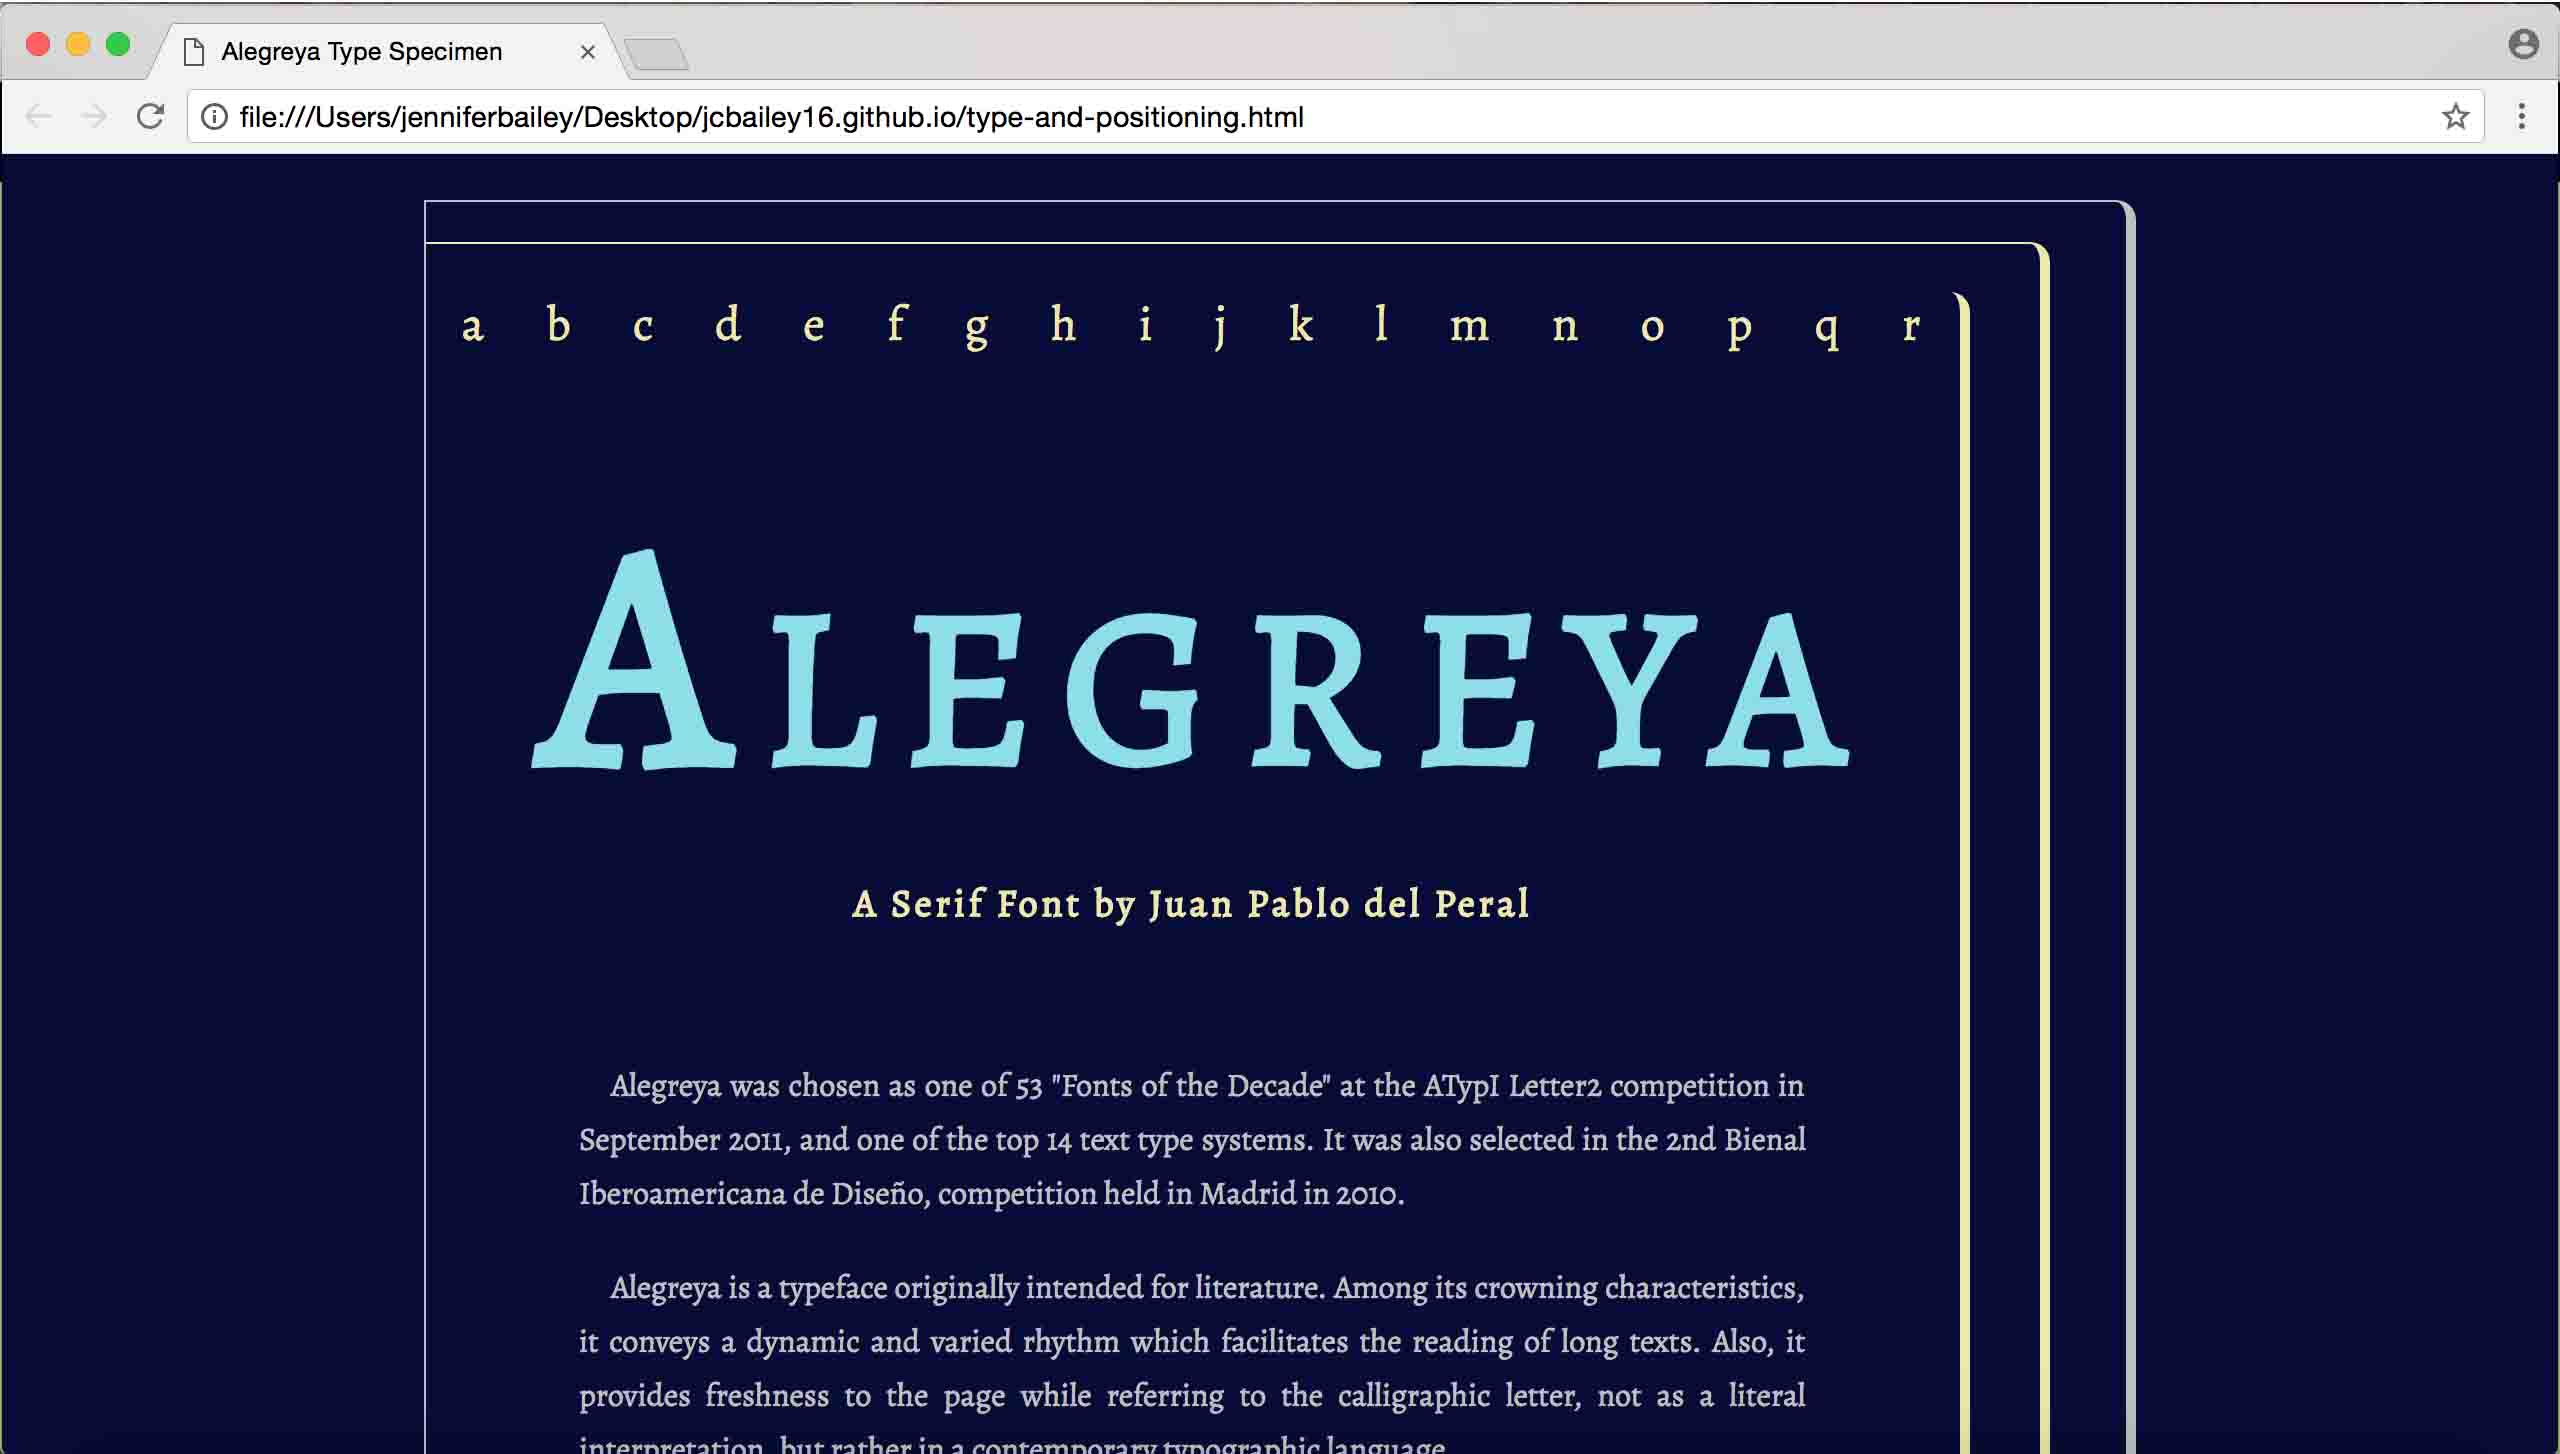 Alegreya Type Specimen
file:///Users/jenniferbailey/Desktop/jcbailey16.github.io/type-and-positioning.html
a b c d e f g h i j k l m n o p q r
Alegreya
A Serif Font by Juan Pablo del Peral
Alegreya was chosen as one of 53 "Fonts of the Decade" at the ATypI Letter2 competition in
September 2011, and one of the top 14 text type systems. It was also selected in the 2nd Bienal
Iberoamericana de Diseño, competition held in Madrid in 2010.
Alegreya is a typeface originally intended for literature. Among its crowning characteristics,
it conveys a dynamic and varied rhythm which facilitates the reading of long texts. Also, it
provides freshness to the page while referring to the calligraphic letter, not as a literal
interpretation, but rather in a contemporary typographic language.